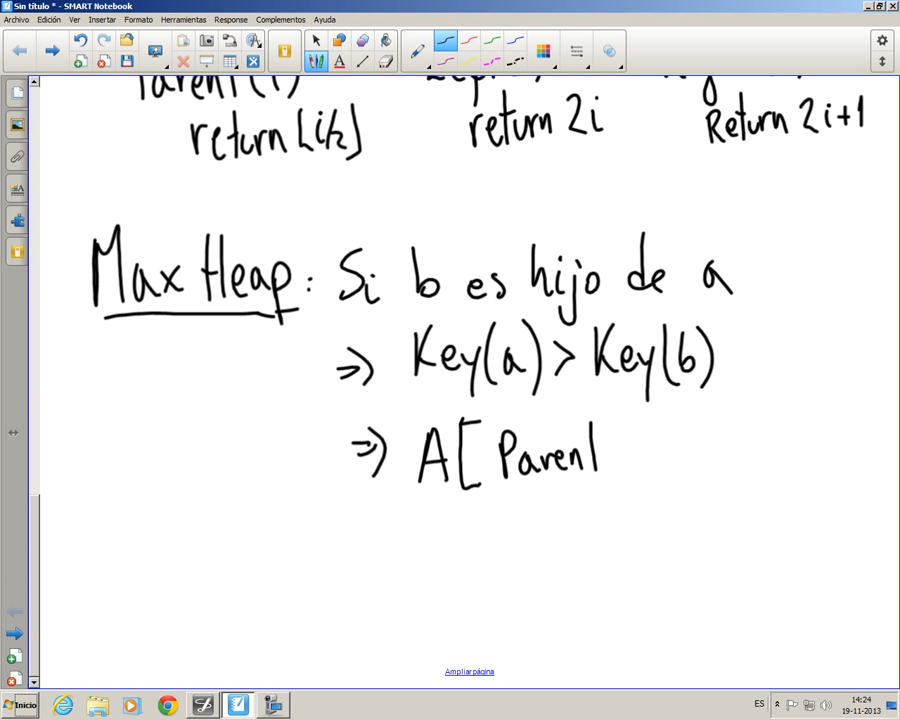 Sin título * - SMART Notebook
Archivo Edición Ver Insertar Formato Herramientas Response Complementos Ayuda
Parent(i)
return ⌊i/2⌋ return 2i Return 2i+1
Max Heap: Si b es hijo de a
⇒ Key(a) > Key(b)
⇒ A[ Paren
Ampliar página
Inicio ES 14:24
19-11-2013